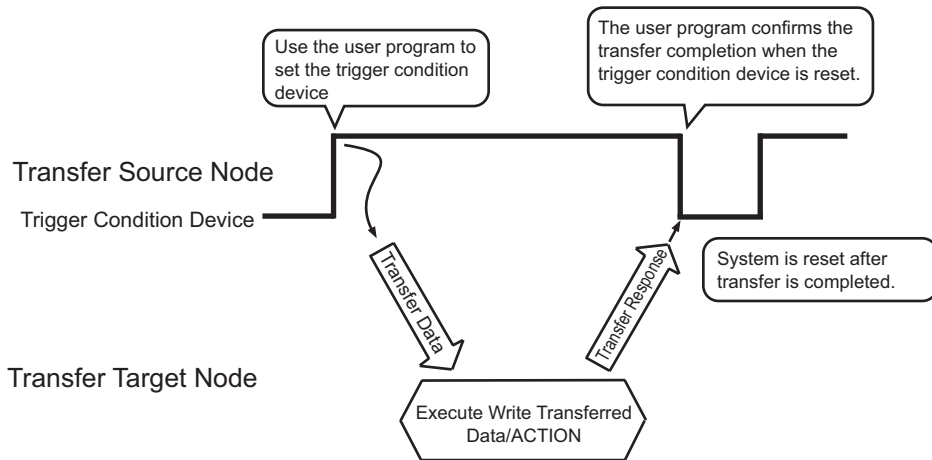 Use the user program to
set the trigger condition
device
The user program confirms the
transfer completion when the
trigger condition device is reset.
Transfer Source Node
Trigger Condition Device
Transfer Data
Transfer Response
System is reset after
transfer is completed.
Transfer Target Node
Execute Write Transferred
Data/ACTION